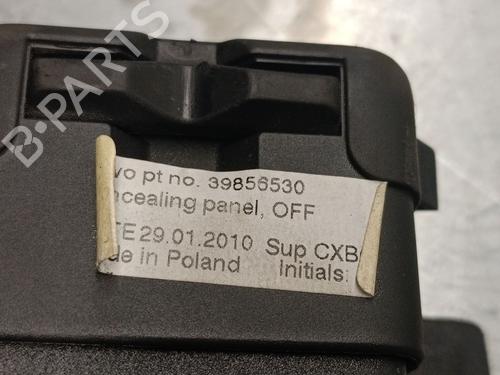 vo pt no. 39856530
ncealing panel, OFF
TE 29.01.2010 Sup CXB
de in Poland Initials:
B-PARTS